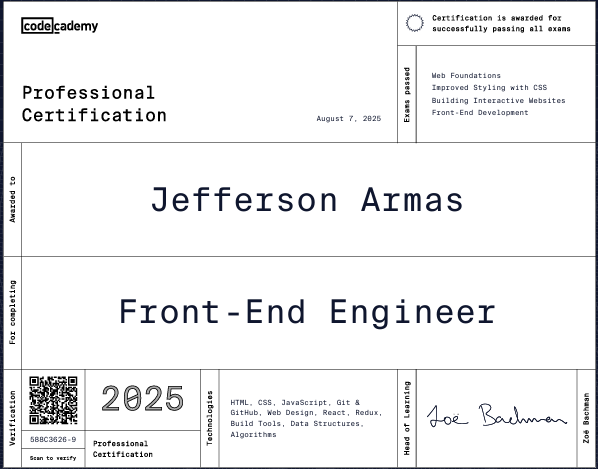 codecademy
Certification is awarded for
successfully passing all exams
Professional
Certification
August 7, 2025
Exams passed
Web Foundations
Improved Styling with CSS
Building Interactive Websites
Front-End Development
Awarded to
Jefferson Armas
For completing
Front-End Engineer
Verification
588C3626-9
Scan to verify
2025
Professional
Certification
Technologies
HTML, CSS, JavaScript, Git &
GitHub, Web Design, React, Redux,
Build Tools, Data Structures,
Algorithms
Head of Learning
Zoë Bachman
Zoë Bachman